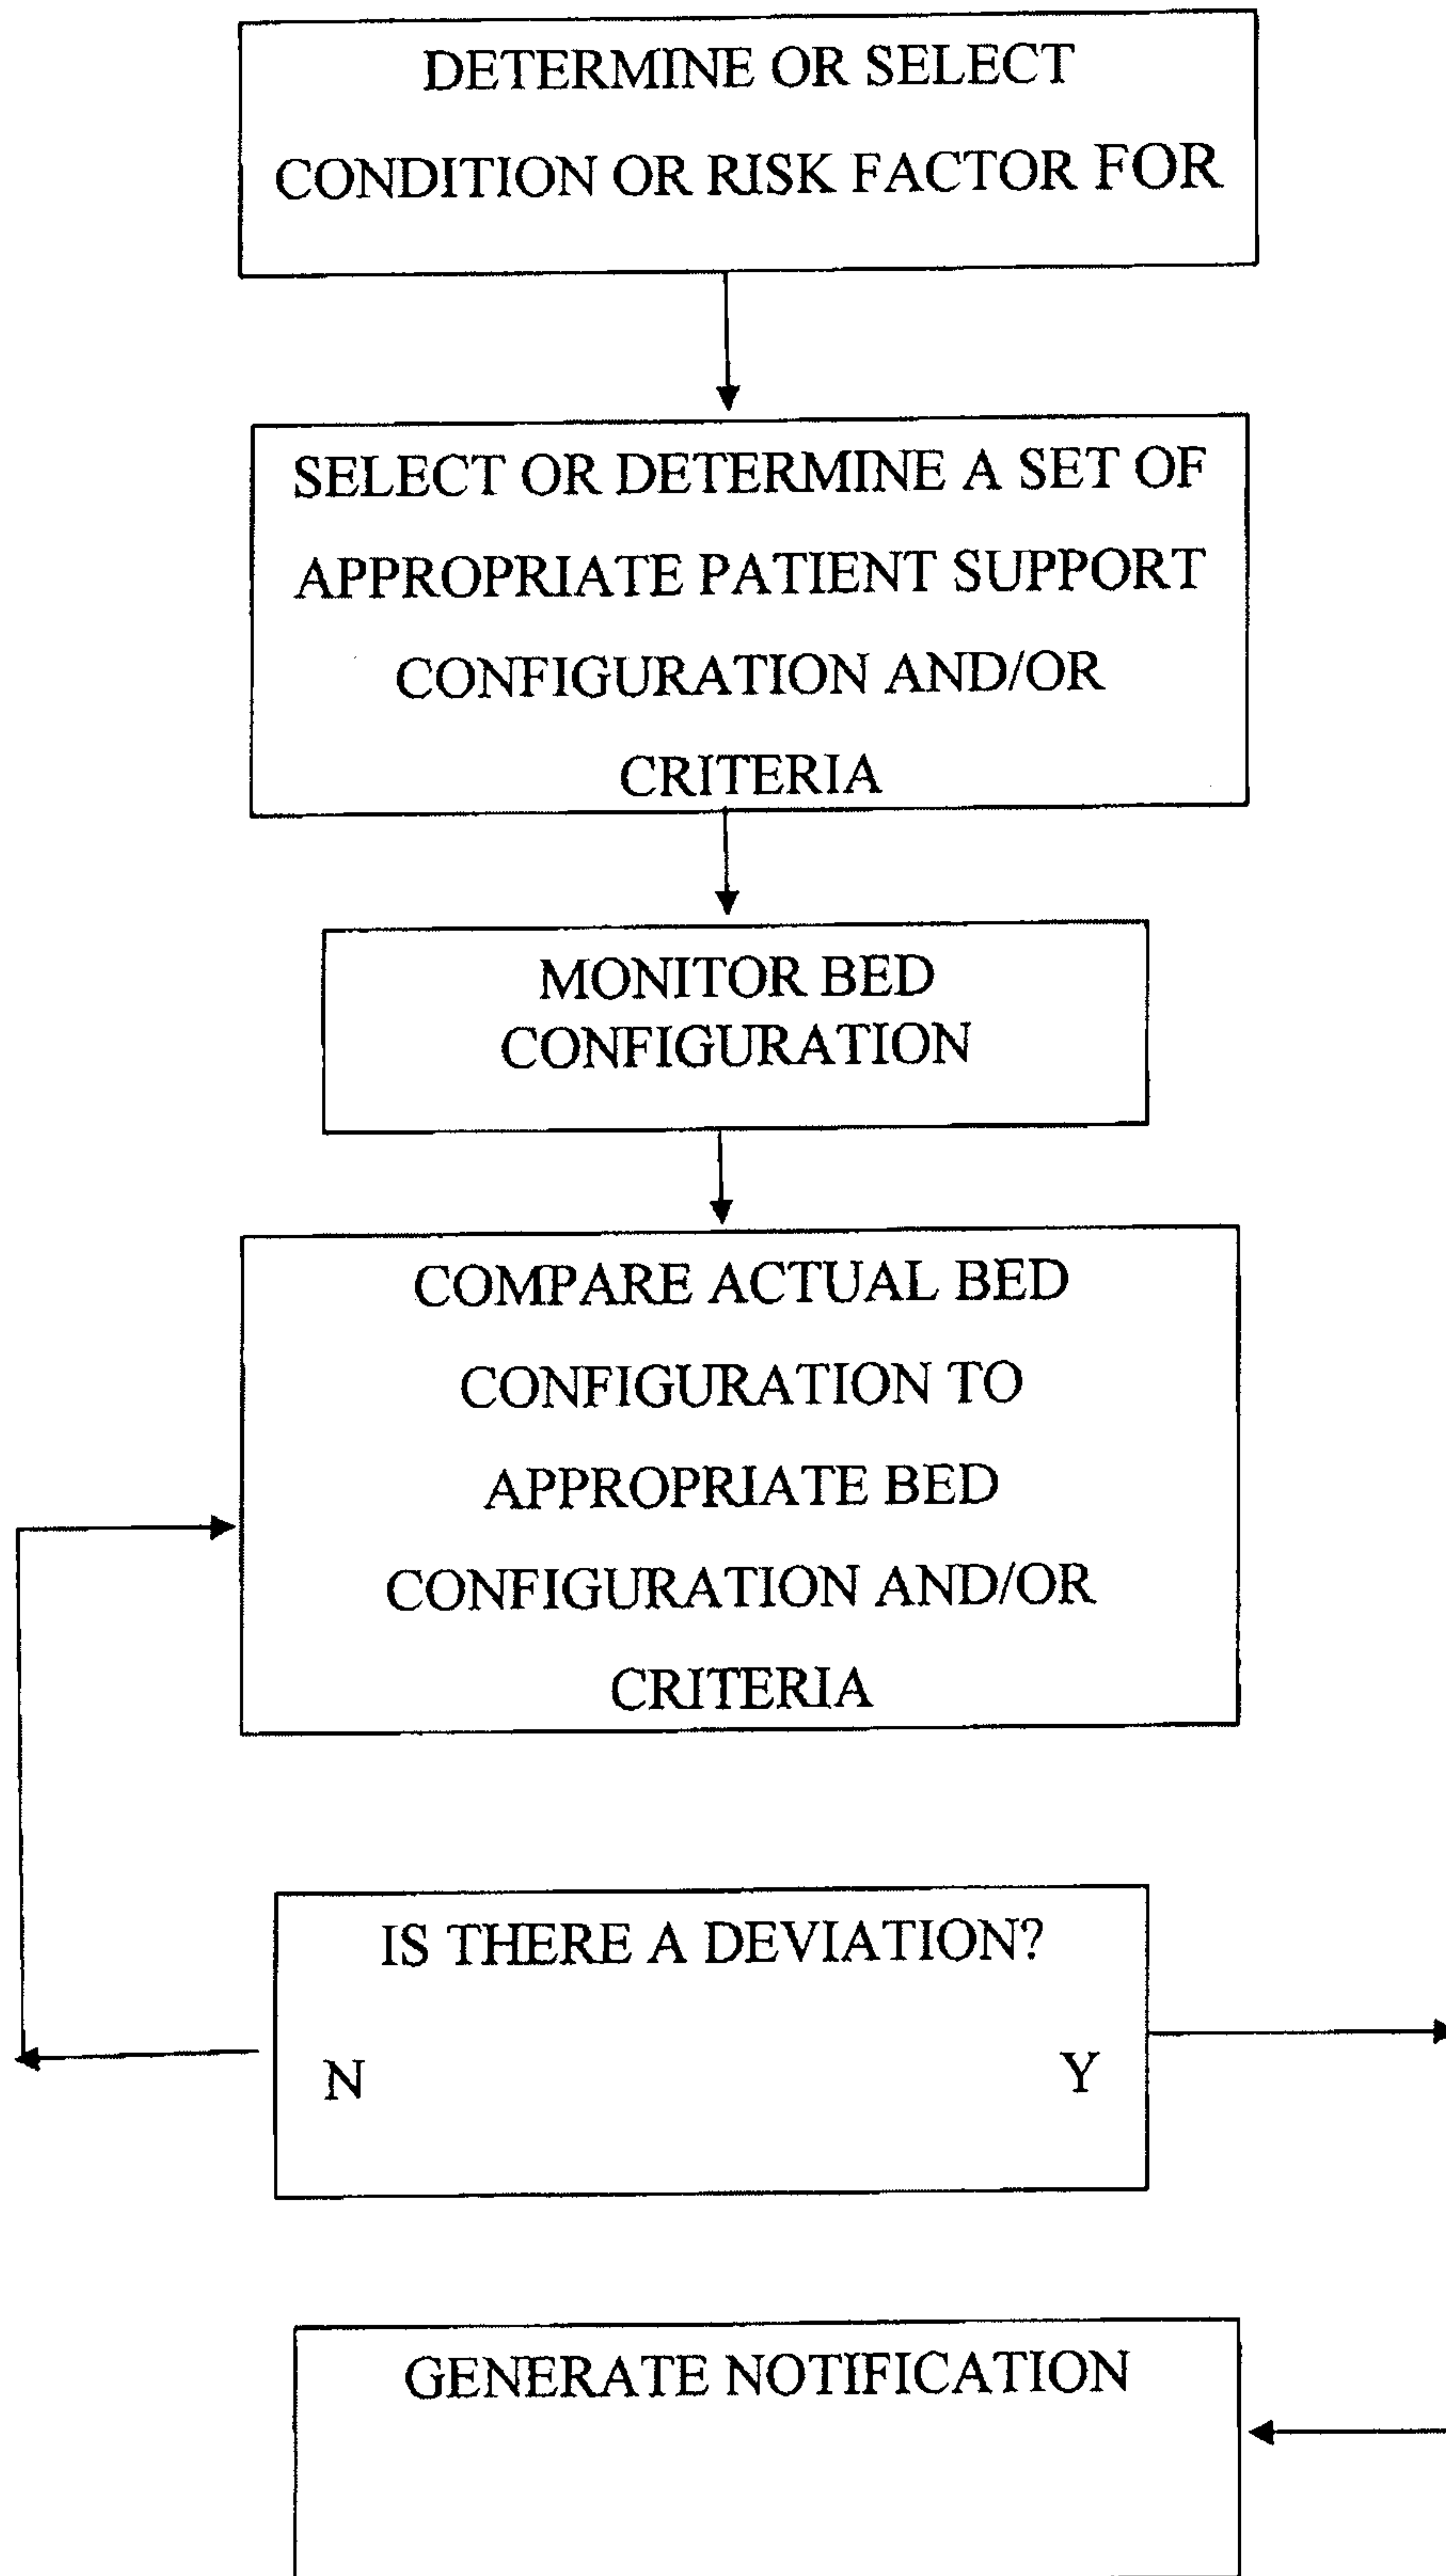 DETERMINE OR SELECT
CONDITION OR RISK FACTOR FOR
SELECT OR DETERMINE A SET OF
APPROPRIATE PATIENT SUPPORT
CONFIGURATION AND/OR
CRITERIA
MONITOR BED
CONFIGURATION
COMPARE ACTUAL BED
CONFIGURATION TO
APPROPRIATE BED
CONFIGURATION AND/OR
CRITERIA
IS THERE A DEVIATION?
N Y
GENERATE NOTIFICATION